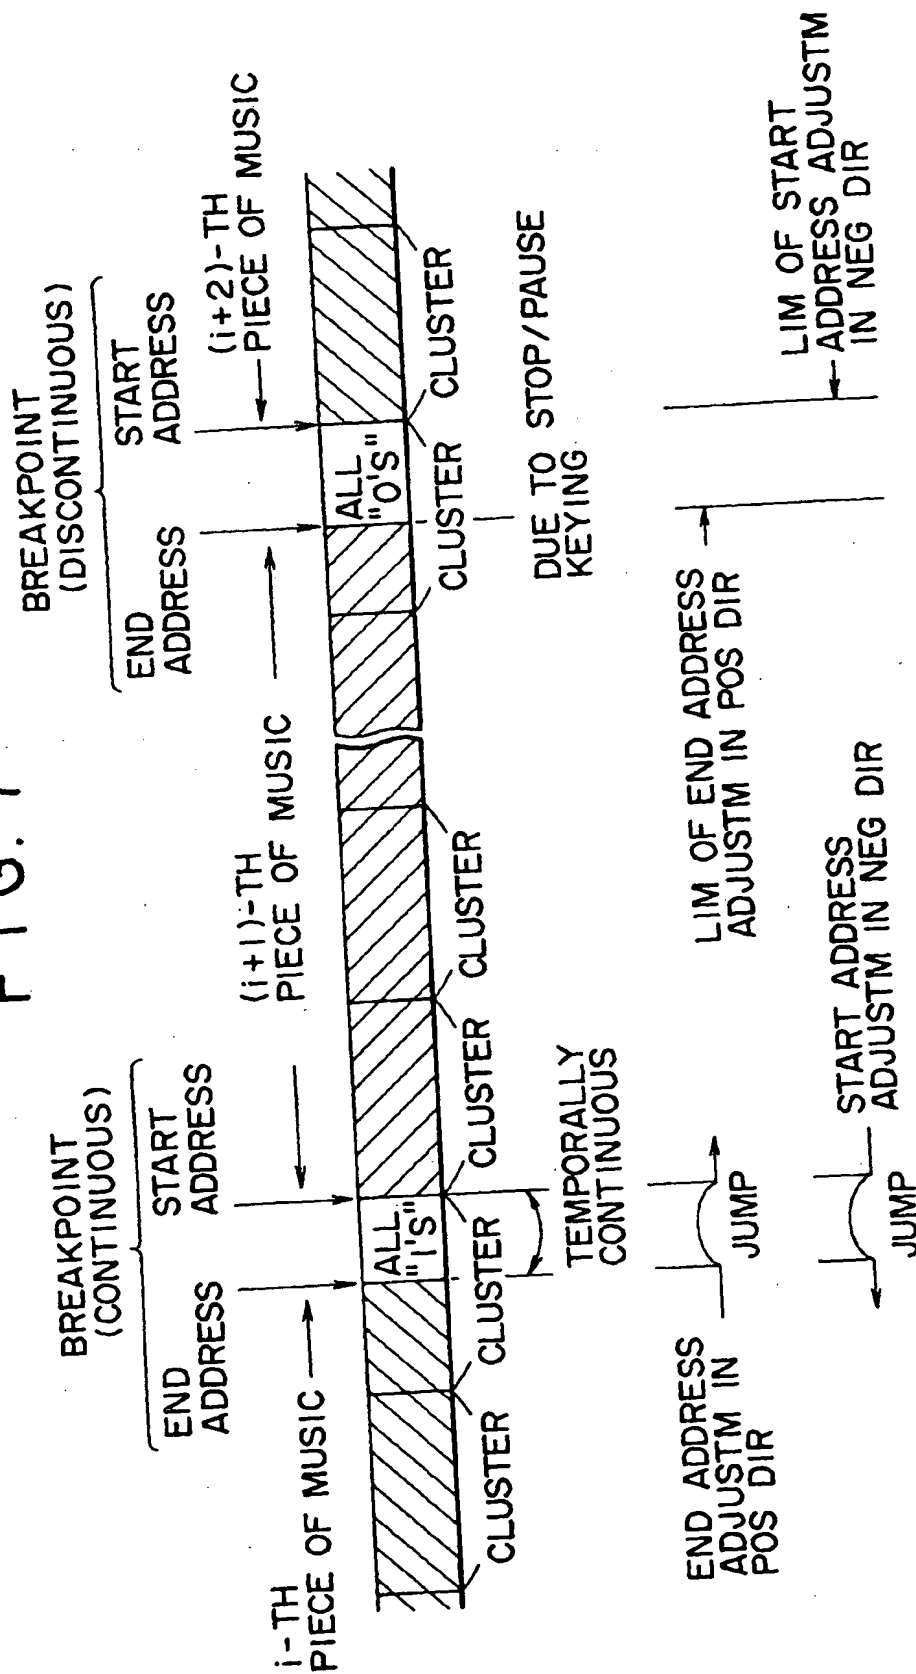 FIG. 7
BREAKPOINT
(CONTINUOUS)
END
ADDRESS
START
ADDRESS
BREAKPOINT
(DISCONTINUOUS)
END
ADDRESS
START
ADDRESS
i-TH
PIECE OF MUSIC
(i+1)-TH
PIECE OF MUSIC
(i+2)-TH
PIECE OF MUSIC
ALL
"1'S"
ALL
"0'S"
CLUSTER
CLUSTER
CLUSTER
CLUSTER
CLUSTER
CLUSTER
CLUSTER
TEMPORALLY
CONTINUOUS
DUE TO STOP/PAUSE
KEYING
END ADDRESS
ADJUSTM IN
POS DIR
JUMP
LIM OF END ADDRESS
ADJUSTM IN POS DIR
LIM OF START
ADDRESS ADJUSTM
IN NEG DIR
JUMP
START ADDRESS
ADJUSTM IN NEG DIR